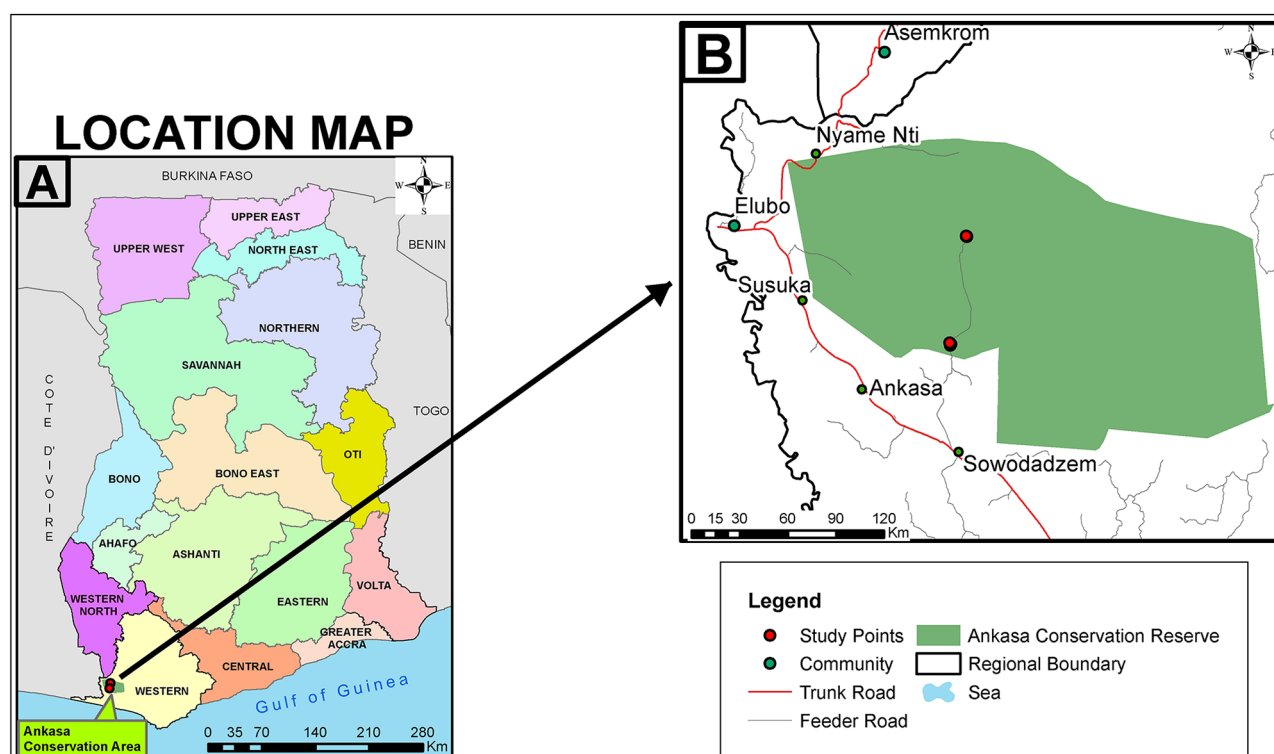 LOCATION MAP
A
N
W
E
S
BURKINA FASO
BENIN
TOGO
COTE D'IVOIRE
UPPER EAST
UPPER WEST
NORTH EAST
NORTHERN
SAVANNAH
OTI
BONO EAST
BONO
AHAFO
ASHANTI
WESTERN
NORTH
EASTERN
VOLTA
GREATER
ACCRA
CENTRAL
WESTERN
Gulf of Guinea
Ankasa
Conservation Area
0 35 70 140 210 280
Km
B
N
W
E
S
Asemkrom
Nyame Nti
Elubo
Susuka
Ankasa
Sowodadzem
0 15 30 60 90 120
Km
Legend
Study Points
Community
Trunk Road
Feeder Road
Ankasa Conservation Reserve
Regional Boundary
Sea